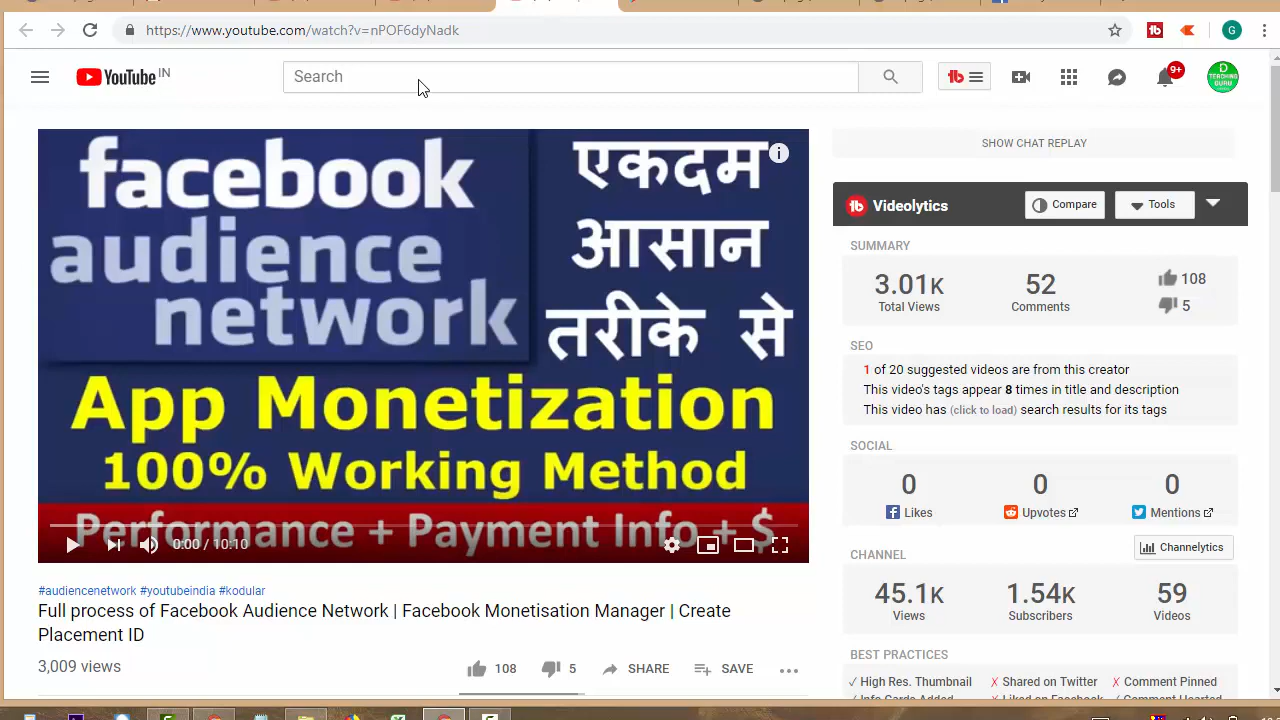 https://www.youtube.com/watch?v=nPOF6dyNadk
G
YouTube IN
Search
9+
TEACHING
GURU
facebook
audience
network
एकदम
आसान
तरीके से
App Monetization
100% Working Method
Performance + Payment Info + $
0:00 / 10:10
#audiencenetwork #youtubeindia #kodular
Full process of Facebook Audience Network | Facebook Monetisation Manager | Create
Placement ID
3,009 views
108
5
SHARE
SAVE
SHOW CHAT REPLAY
tb Videolytics
Compare
Tools
SUMMARY
3.01K
Total Views
52
Comments
108
5
SEO
1 of 20 suggested videos are from this creator
This video's tags appear 8 times in title and description
This video has (click to load) search results for its tags
SOCIAL
0
Likes
0
Upvotes
0
Mentions
CHANNEL
Channelytics
45.1K
Views
1.54K
Subscribers
59
Videos
BEST PRACTICES
✓ High Res. Thumbnail
✗ Shared on Twitter
✗ Comment Pinned